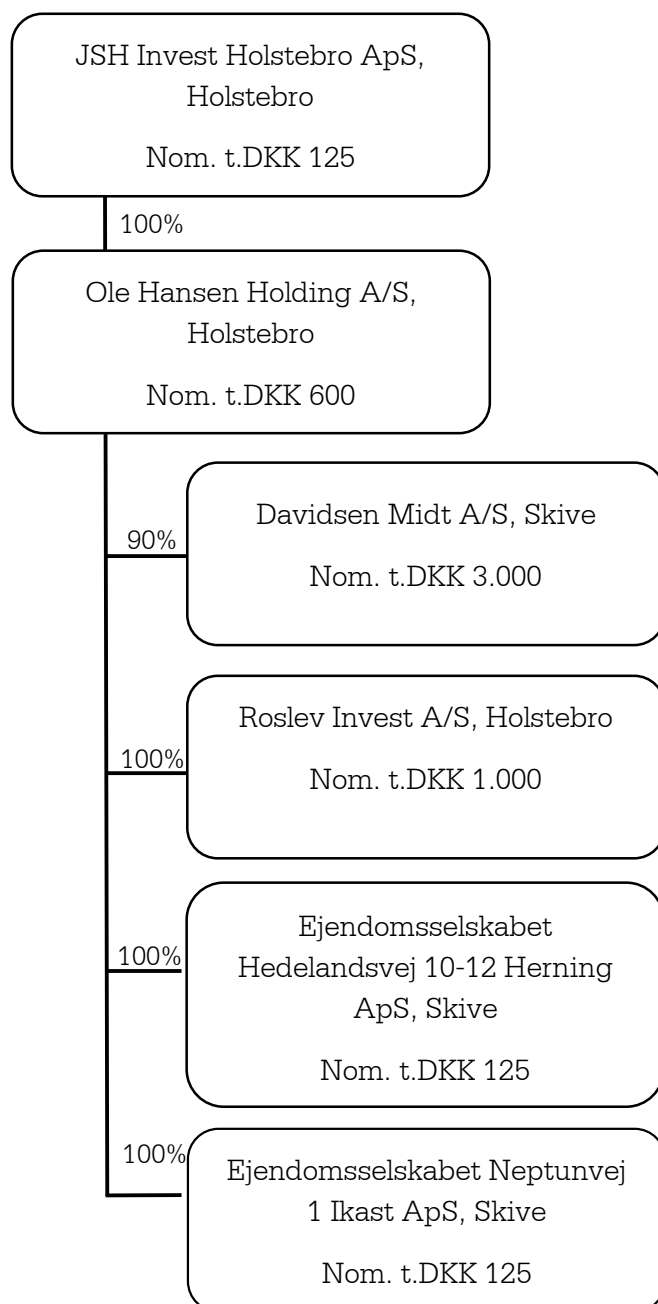 JSH Invest Holstebro ApS,
Holstebro
Nom. t.DKK 125
100%
Ole Hansen Holding A/S,
Holstebro
Nom. t.DKK 600
90%
Davidsen Midt A/S, Skive
Nom. t.DKK 3.000
100%
Roslev Invest A/S, Holstebro
Nom. t.DKK 1.000
100%
Ejendomsselskabet
Hedelandsvej 10-12 Herning
ApS, Skive
Nom. t.DKK 125
100%
Ejendomsselskabet Neptunvej
1 Ikast ApS, Skive
Nom. t.DKK 125